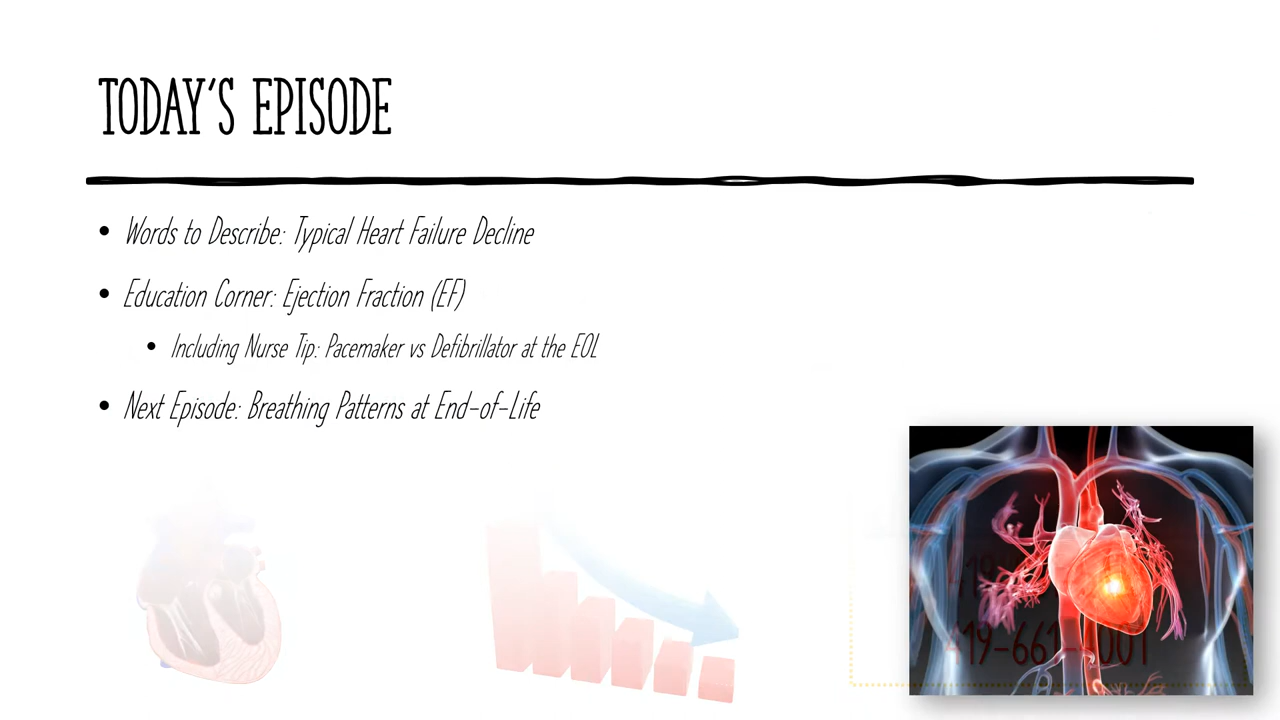 TODAY'S EPISODE
• Words to Describe: Typical Heart Failure Decline
• Education Corner: Ejection Fraction (EF)
• Including Nurse Tip: Pacemaker vs Defibrillator at the EOL
• Next Episode: Breathing Patterns at End-of-Life